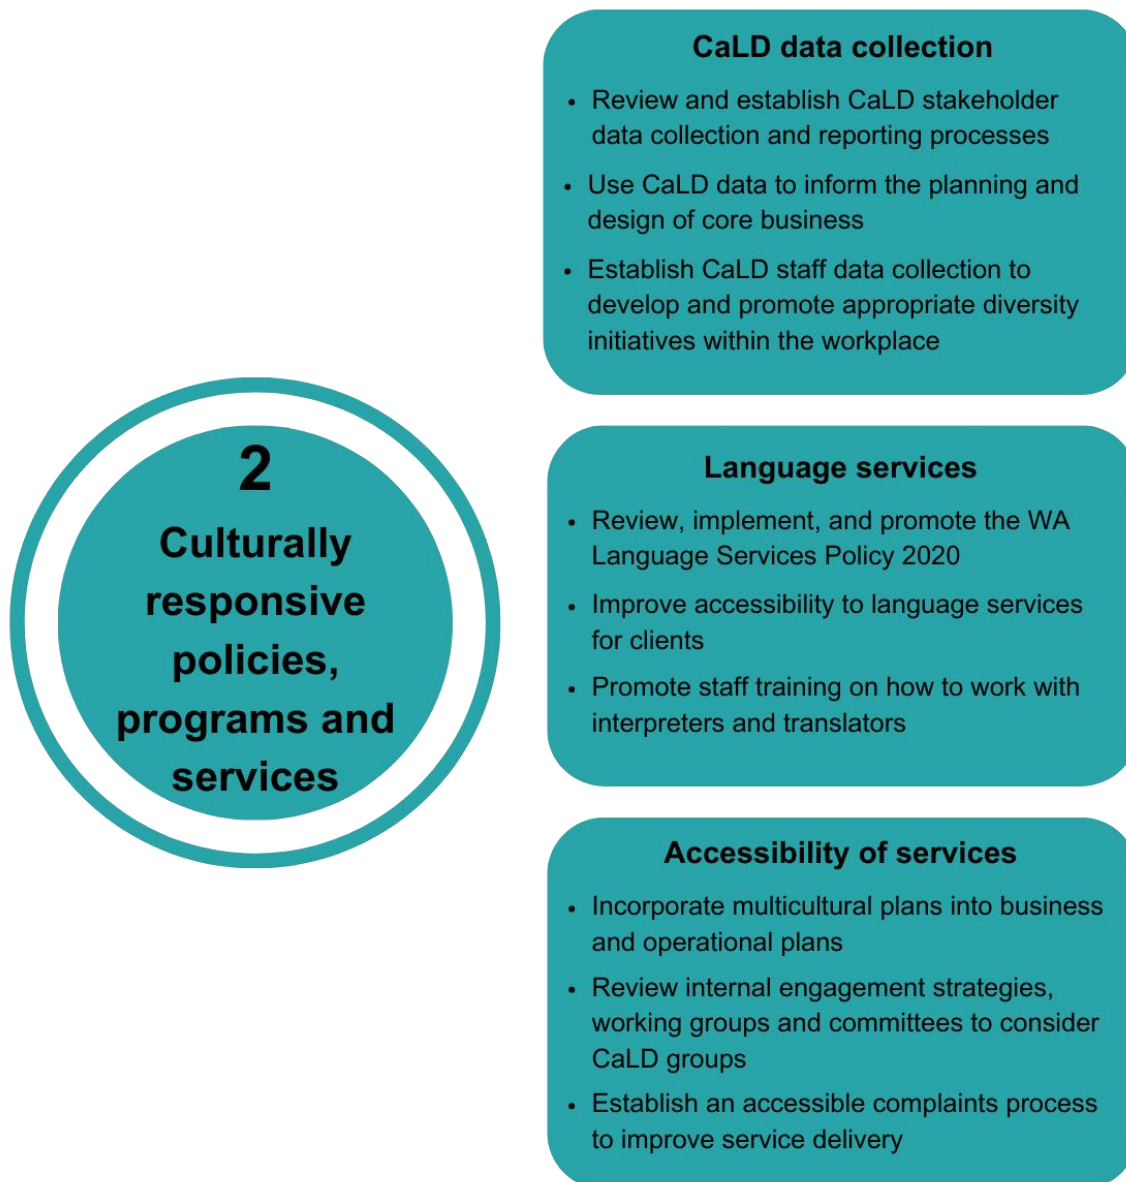 2
Culturally
responsive
policies,
programs and
services
CaLD data collection
• Review and establish CaLD stakeholder
data collection and reporting processes
• Use CaLD data to inform the planning and
design of core business
• Establish CaLD staff data collection to
develop and promote appropriate diversity
initiatives within the workplace
Language services
• Review, implement, and promote the WA
Language Services Policy 2020
• Improve accessibility to language services
for clients
• Promote staff training on how to work with
interpreters and translators
Accessibility of services
• Incorporate multicultural plans into business
and operational plans
• Review internal engagement strategies,
working groups and committees to consider
CaLD groups
• Establish an accessible complaints process
to improve service delivery